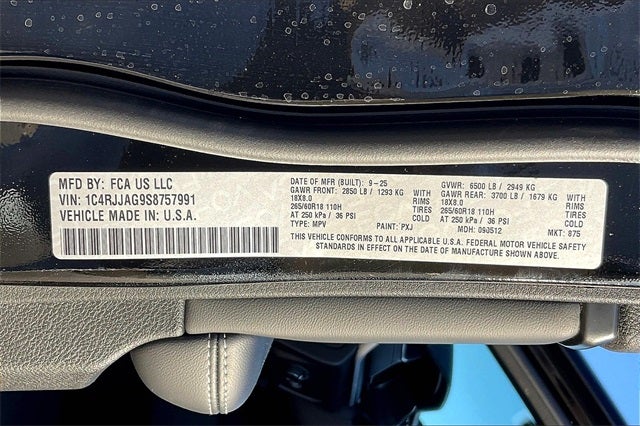 MFD BY: FCA US LLC
VIN: 1C4RJJAG9S8757991
VEHICLE MADE IN U.S.A.
DATE OF MFR (BUILT): 9-25
GAWR FRONT: 2850 LB / 1293 KG WITH
18X8.0 RIMS
265/60R18 110H TIRES
AT 250 kPa / 36 PSI COLD
TYPE: MPV PAINT: PXJ
GVWR: 6500 LB / 2949 KG
GAWR REAR: 3700 LB / 1679 KG WITH
18X8.0 RIMS
265/60R18 110H TIRES
AT 250 kPa / 36 PSI COLD
MDH: 090512 MKT: 875
THIS VEHICLE CONFORMS TO ALL APPLICABLE U.S.A. FEDERAL MOTOR VEHICLE SAFETY
STANDARDS IN EFFECT ON THE DATE OF MANUFACTURE SHOWN ABOVE.